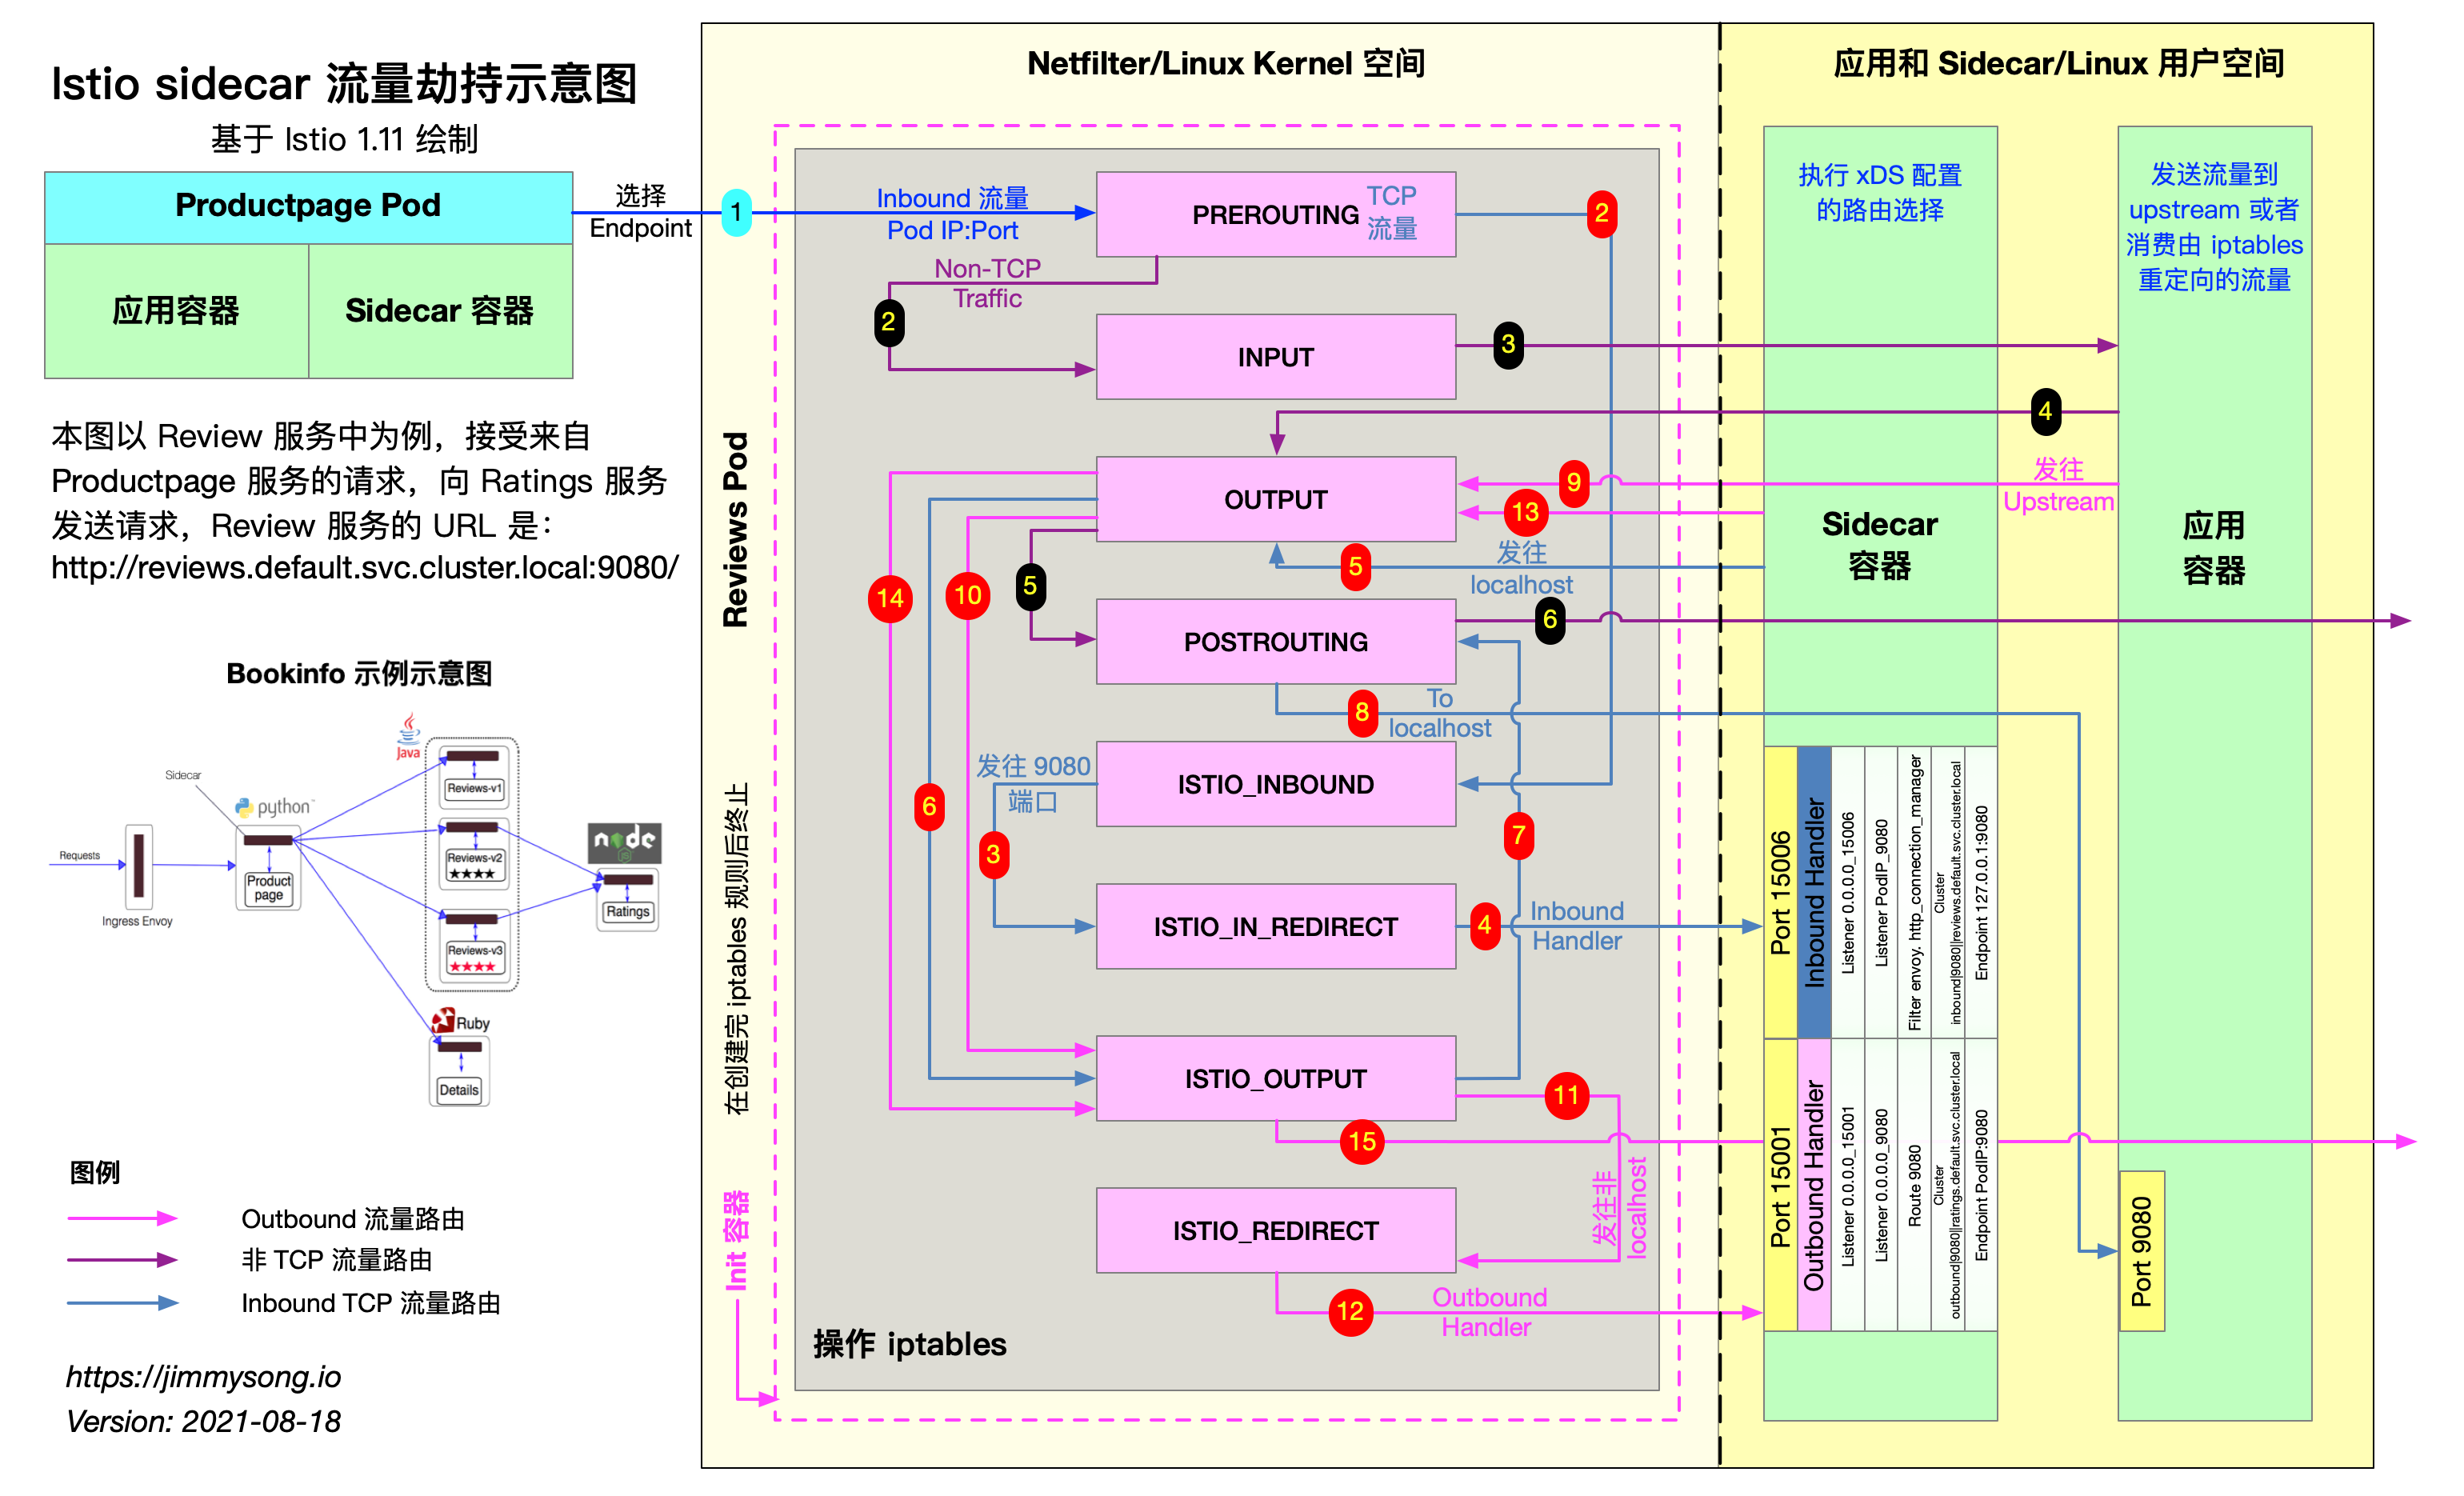 Istio sidecar 流量劫持示意图
基于 Istio 1.11 绘制
Productpage Pod
应用容器
Sidecar 容器
选择
Endpoint
1
本图以 Review 服务中为例，接受来自
Productpage 服务的请求，向 Ratings 服务
发送请求，Review 服务的 URL 是：
http://reviews.default.svc.cluster.local:9080/
Bookinfo 示例示意图
Java
Sidecar
python™
Reviews-v1
Requests
Reviews-v2
★★★★
node
JS
Product
page
Ingress Envoy
Ratings
Reviews-v3
★★★★
Ruby
Details
图例
Outbound 流量路由
非 TCP 流量路由
Inbound TCP 流量路由
https://jimmysong.io
Version: 2021-08-18
Netfilter/Linux Kernel 空间
Reviews Pod
在创建完 iptables 规则后终止
Init 容器
Inbound 流量
Pod IP:Port
PREROUTING
TCP
流量
2
Non-TCP
Traffic
2
INPUT
3
4
OUTPUT
9
13
发往
Upstream
5
发往
localhost
14
10
5
POSTROUTING
6
8
To
localhost
发往 9080
端口
ISTIO_INBOUND
6
7
3
ISTIO_IN_REDIRECT
4
Inbound
Handler
ISTIO_OUTPUT
11
15
发往非
localhost
ISTIO_REDIRECT
12
Outbound
Handler
操作 iptables
应用和 Sidecar/Linux 用户空间
执行 xDS 配置
的路由选择
Sidecar
容器
发送流量到
upstream 或者
消费由 iptables
重定向的流量
应用
容器
Port 15006
Inbound Handler
Listener 0.0.0.0_15006
Listener PodIP_9080
Filter envoy. http_connection_manager
Cluster
inbound|9080||reviews.default.svc.cluster.local
Endpoint 127.0.0.1:9080
Port 15001
Outbound Handler
Listener 0.0.0.0_15001
Listener 0.0.0.0_9080
Route 9080
Cluster
outbound|9080||ratings.default.svc.cluster.local
Endpoint PodIP:9080
Port 9080